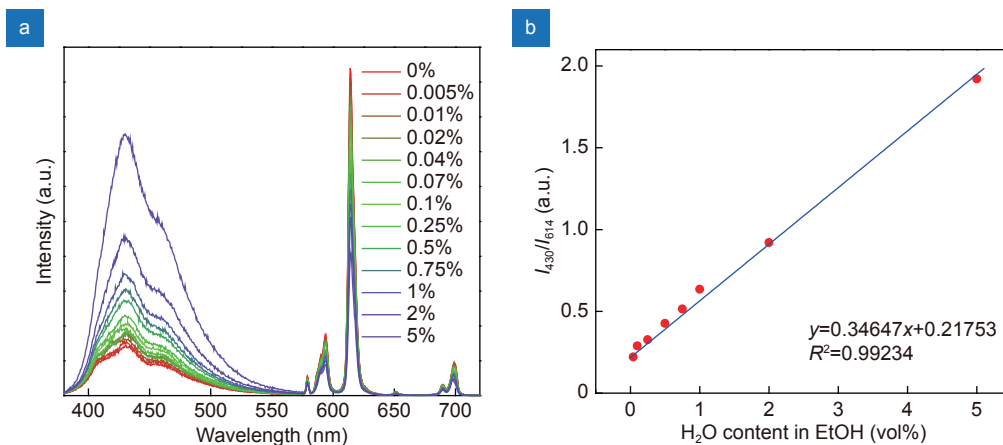 a
Intensity (a.u.)
0%
0.005%
0.01%
0.02%
0.04%
0.07%
0.1%
0.25%
0.5%
0.75%
1%
2%
5%
400 450 500 550 600 650 700
Wavelength (nm)
b
I₄₃₀/I₆₁₄ (a.u.)
2.0
1.5
1.0
0.5
0
y=0.34647x+0.21753
R²=0.99234
0 1 2 3 4 5
H₂O content in EtOH (vol%)